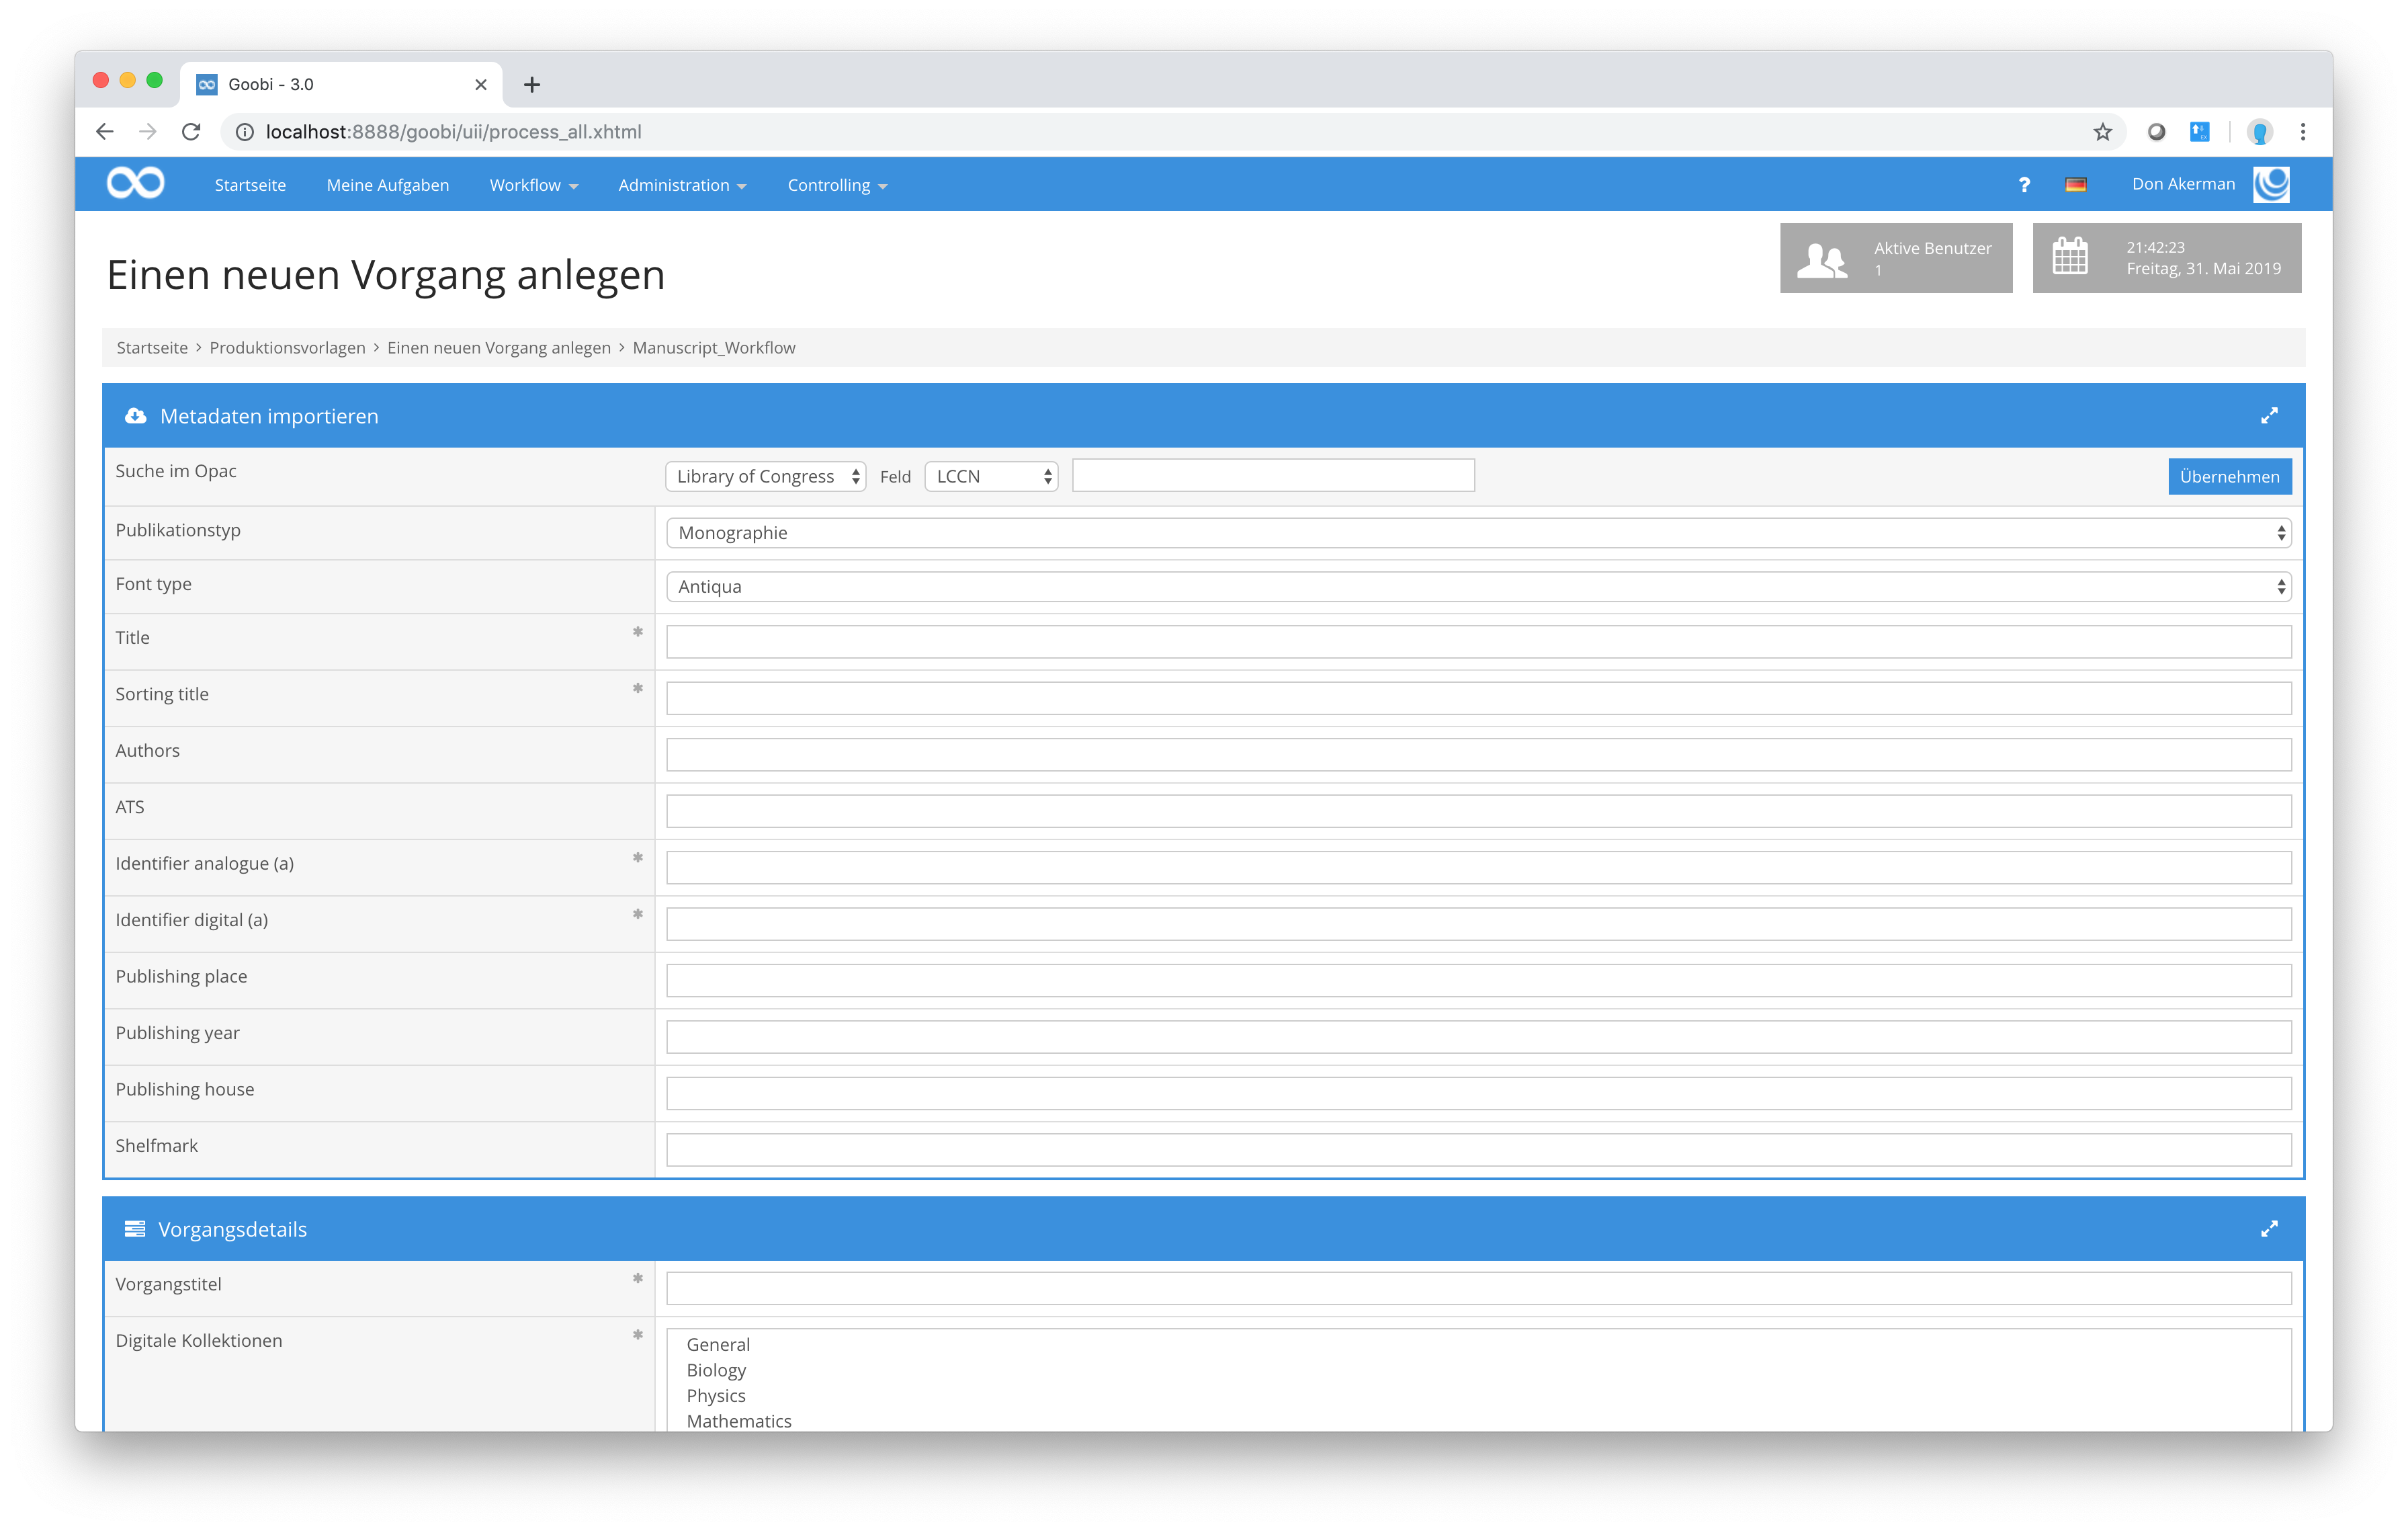 Goobi - 3.0
localhost:8888/goobi/uii/process_all.xhtml
Startseite Meine Aufgaben Workflow Administration Controlling ? Don Akerman
Einen neuen Vorgang anlegen
Aktive Benutzer
1
21:42:23
Freitag, 31. Mai 2019
Startseite > Produktionsvorlagen > Einen neuen Vorgang anlegen > Manuscript_Workflow
Metadaten importieren
Suche im Opac Library of Congress Feld LCCN Übernehmen
Publikationstyp Monographie
Font type Antiqua
Title *
Sorting title *
Authors
ATS
Identifier analogue (a) *
Identifier digital (a) *
Publishing place
Publishing year
Publishing house
Shelfmark
Vorgangsdetails
Vorgangstitel *
Digitale Kollektionen *
General
Biology
Physics
Mathematics